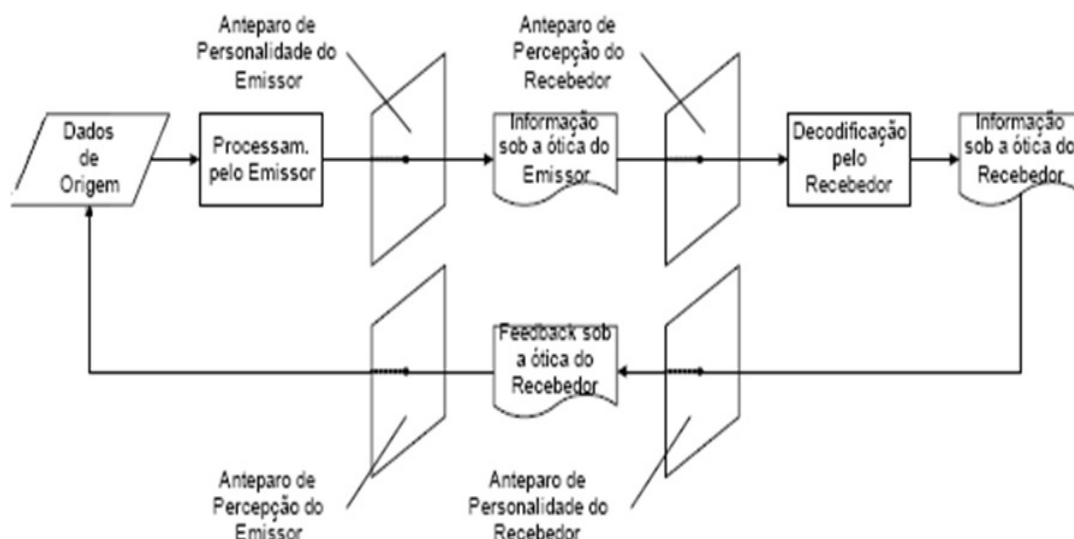 Anteparo de
Personalidade do
Emissor
Anteparo de
Percepção do
Recebedor
Dados
de
Origem
Processam.
pelo Emissor
Informação
sob a ótica do
Emissor
Decodificação
pelo
Recebedor
Informação
sob a ótica do
Recebedor
Feedback sob
a ótica do
Recebedor
Anteparo de
Percepção do
Emissor
Anteparo de
Personalidade do
Recebedor